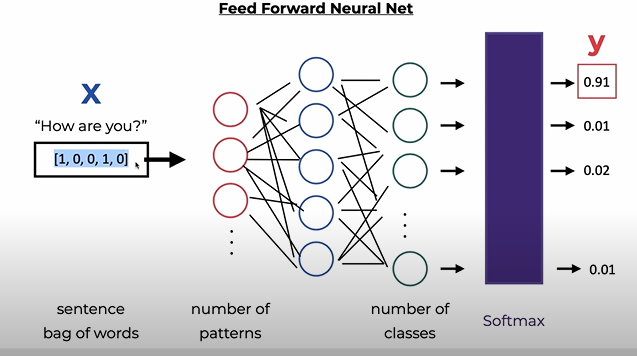 Feed Forward Neural Net
X
y
"How are you?"
[1, 0, 0, 1, 0]
0.91
0.01
0.02
0.01
sentence
bag of words
number of
patterns
number of
classes
Softmax